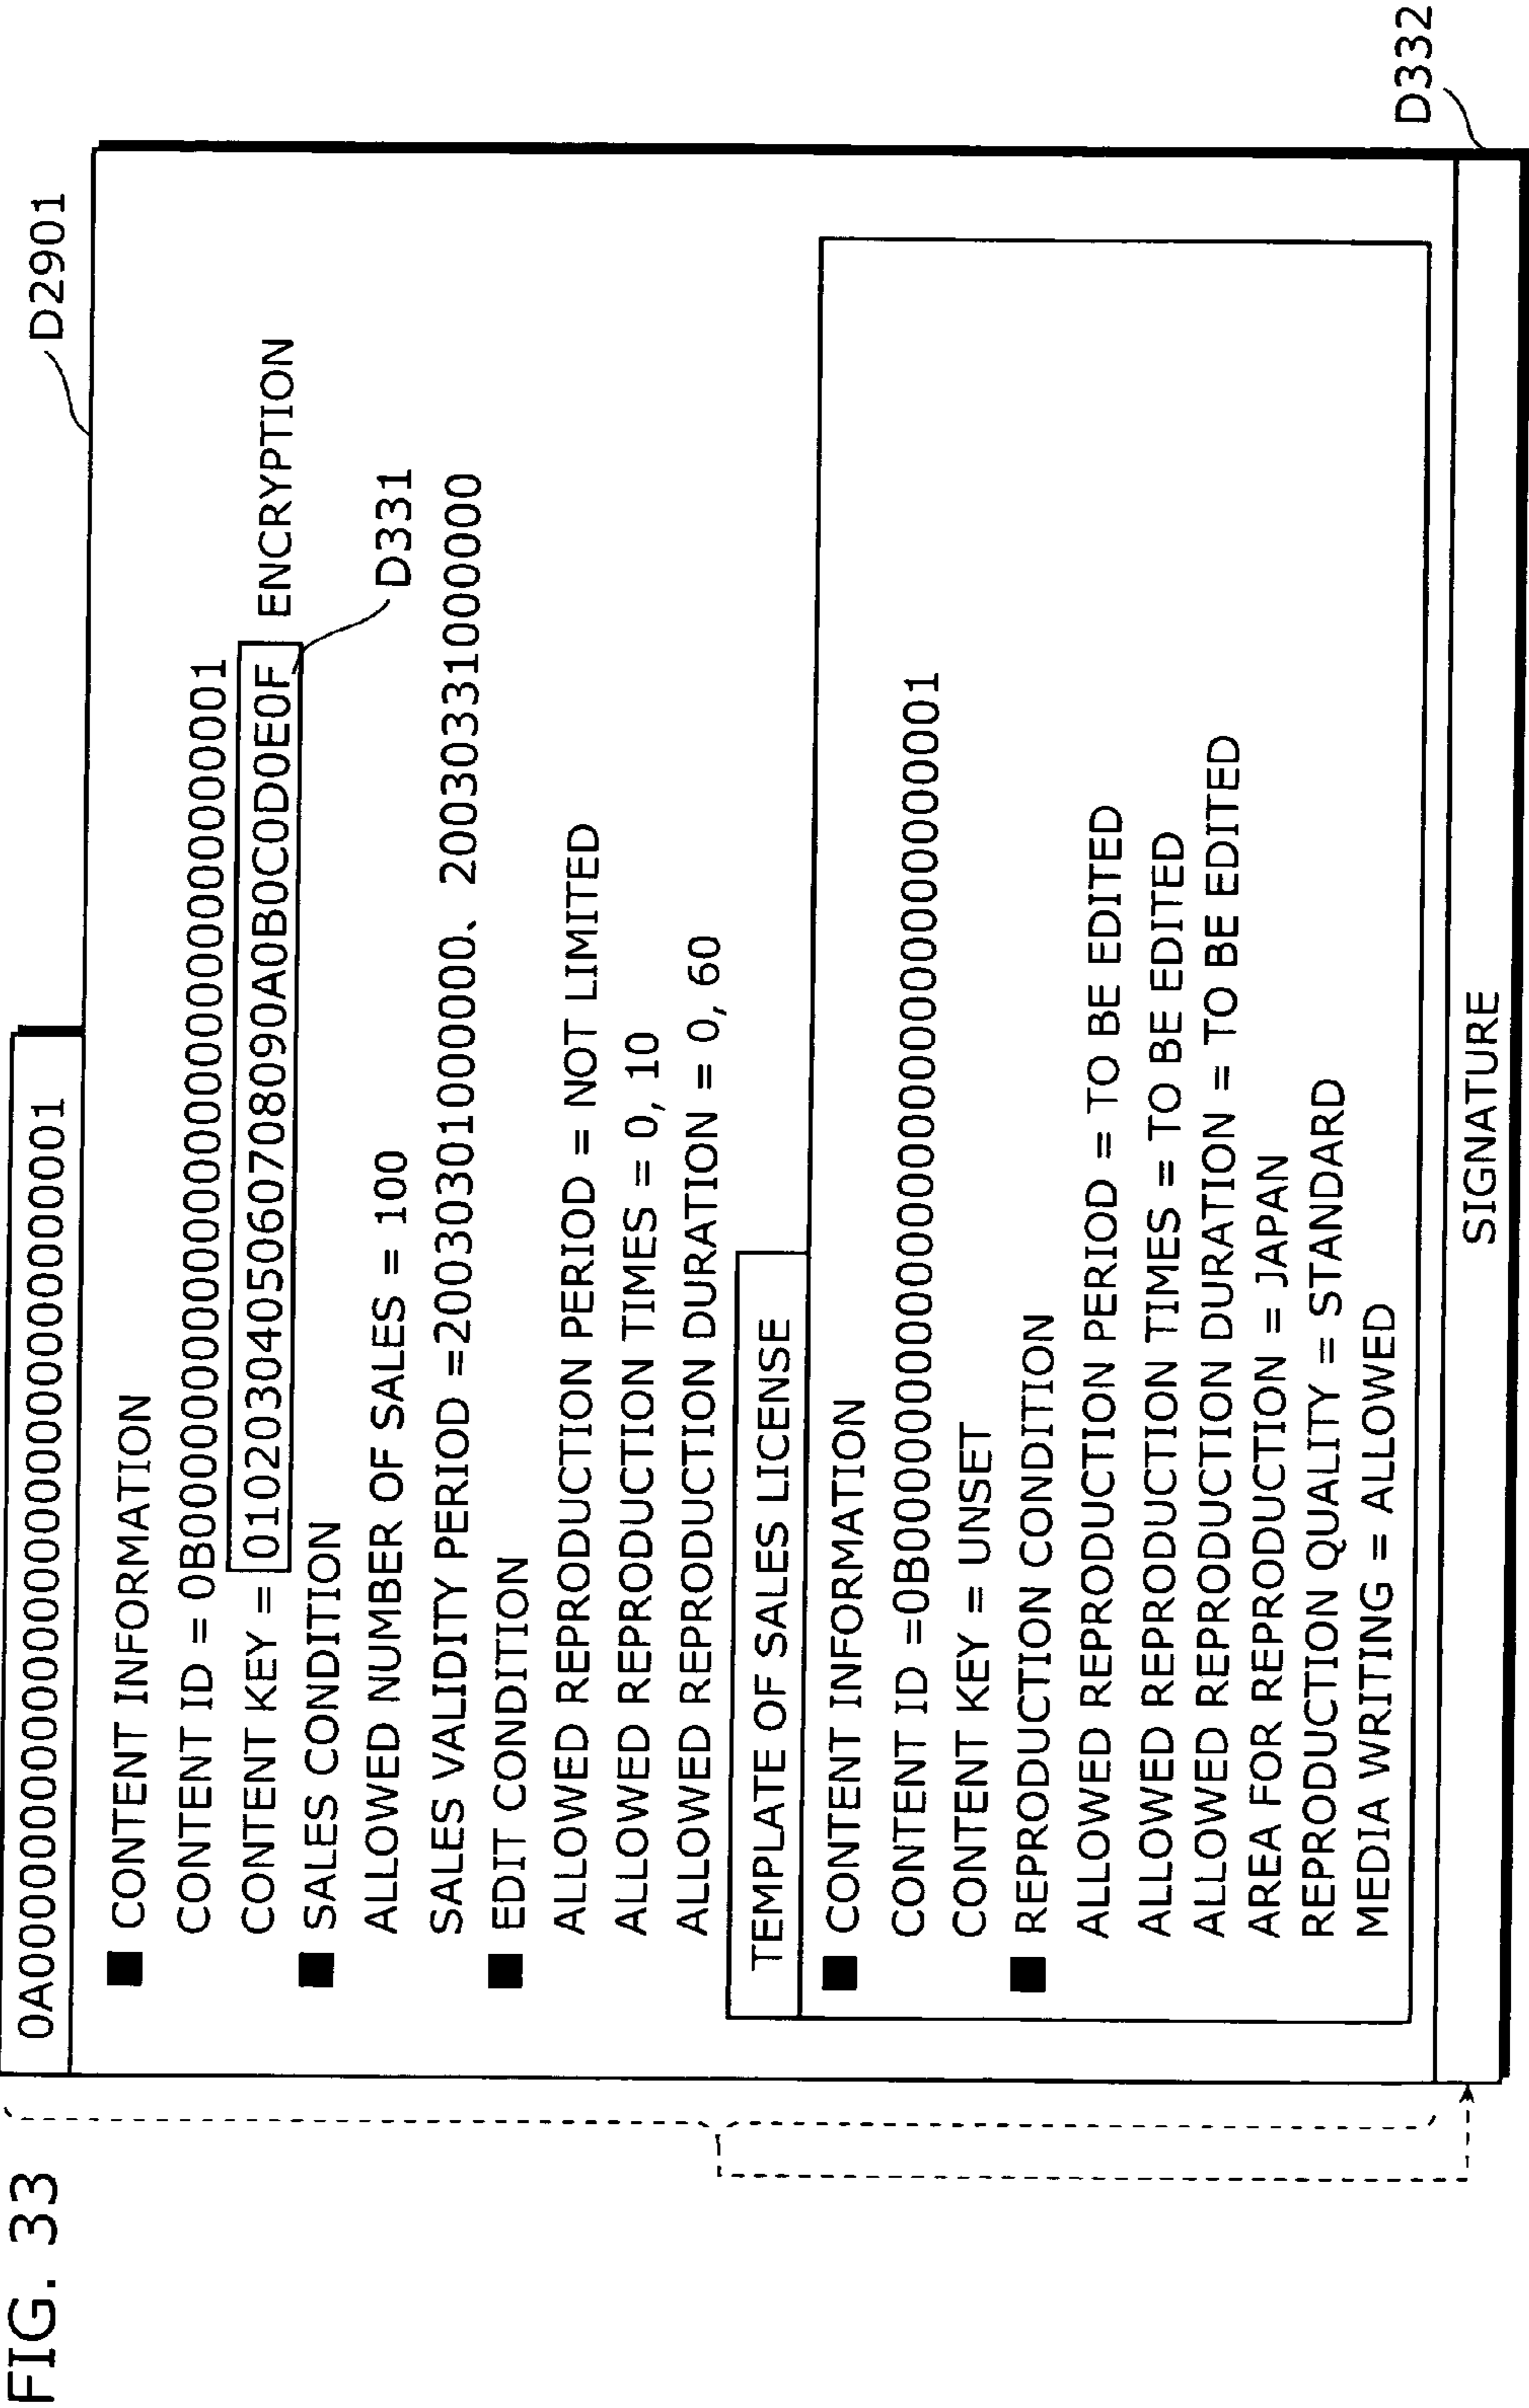 FIG. 33
0A000000000000000000000000000001
D2901
■ CONTENT INFORMATION
CONTENT ID = 0B000000000000000000000000000001
CONTENT KEY = 0102030405060708090A0B0C0D0E0F ENCRYPTION
D331
■ SALES CONDITION
ALLOWED NUMBER OF SALES = 100
SALES VALIDITY PERIOD =20030301000000、 20030331000000
■ EDIT CONDITION
ALLOWED REPRODUCTION PERIOD = NOT LIMITED
ALLOWED REPRODUCTION TIMES = 0, 10
ALLOWED REPRODUCTION DURATION = 0, 60
TEMPLATE OF SALES LICENSE
■ CONTENT INFORMATION
CONTENT ID =0B000000000000000000000000000001
CONTENT KEY = UNSET
■ REPRODUCTION CONDITION
ALLOWED REPRODUCTION PERIOD = TO BE EDITED
ALLOWED REPRODUCTION TIMES = TO BE EDITED
ALLOWED REPRODUCTION DURATION = TO BE EDITED
AREA FOR REPRODUCTION = JAPAN
REPRODUCTION QUALITY = STANDARD
MEDIA WRITING = ALLOWED
SIGNATURE
D332